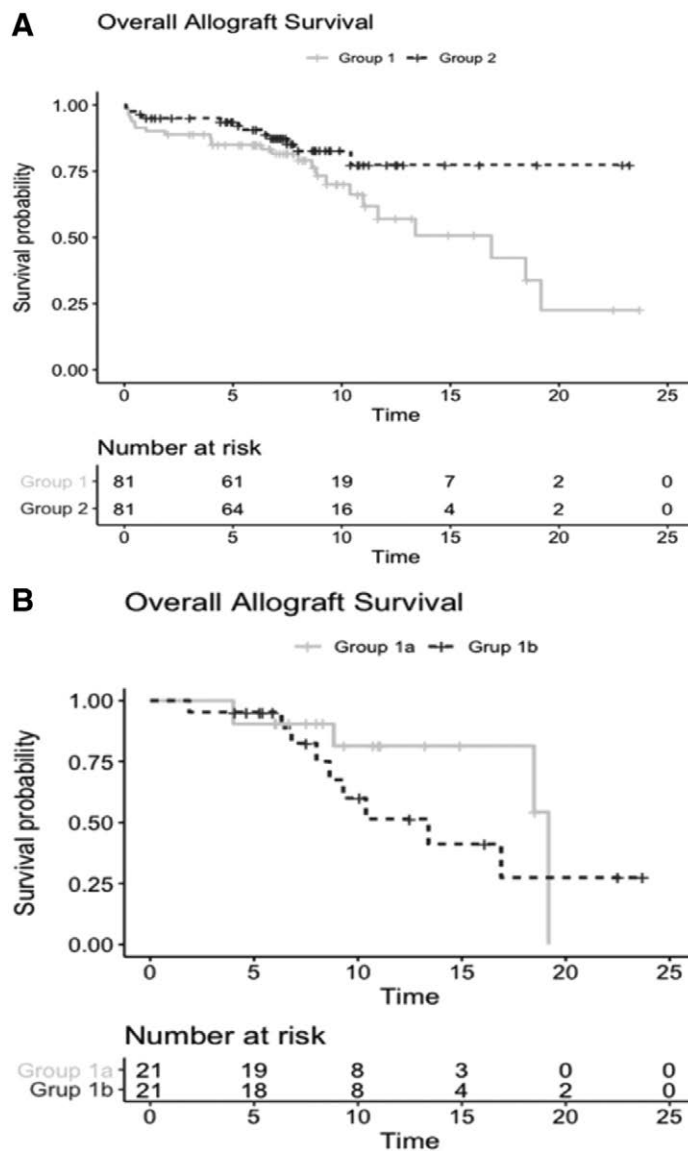 A
Overall Allograft Survival
Group 1 Group 2
1.00
0.75
0.50
0.25
0.00
Survival probability
0 5 10 15 20 25
Time
Number at risk
Group 1 81 61 19 7 2 0
Group 2 81 64 16 4 2 0
0 5 10 15 20 25
Time
B
Overall Allograft Survival
Group 1a Grup 1b
1.00
0.75
0.50
0.25
0.00
Survival probability
0 5 10 15 20 25
Time
Number at risk
Group 1a 21 19 8 3 0 0
Grup 1b 21 18 8 4 2 0
0 5 10 15 20 25
Time